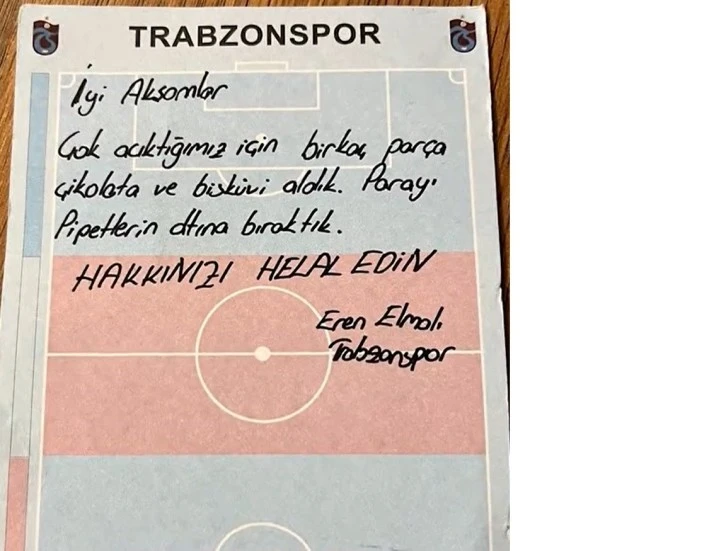 TRABZONSPOR
İyi Akşamlar
Çok acıktığımız için birkaç parça
çikolata ve bisküvi aldık. Parayı
Pipetlerin altına bıraktık.
HAKKINIZI HELAL EDİN
Eren Elmalı
Trabzonspor